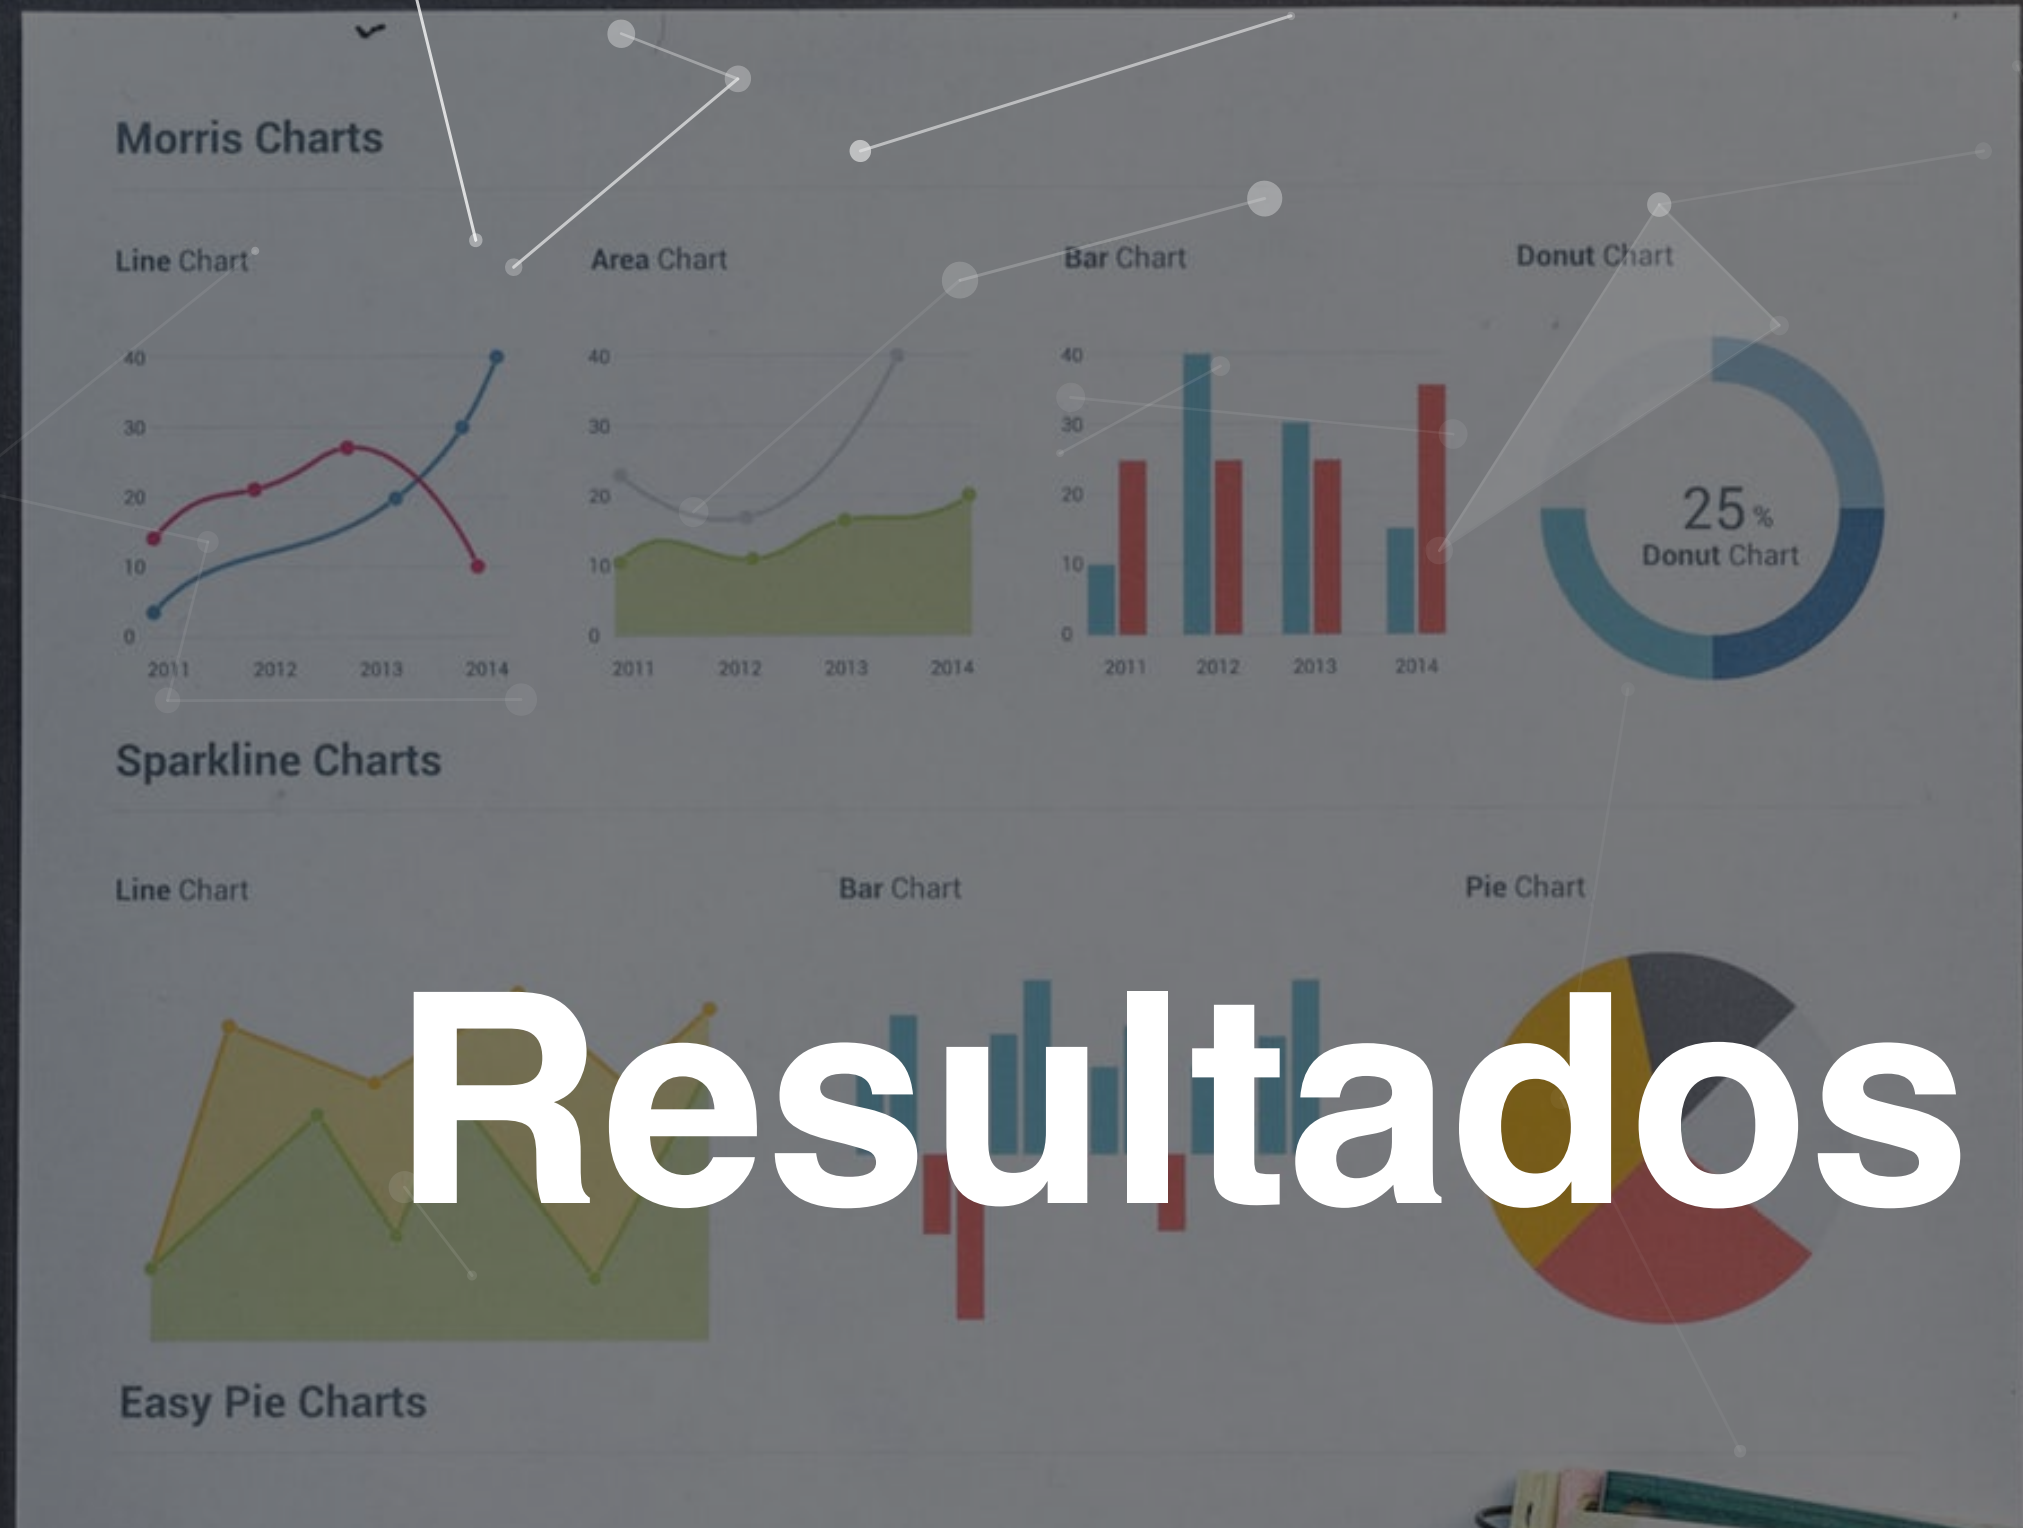 Morris Charts
Line Chart
Area Chart
Bar Chart
Donut Chart
40
30
20
10
0
2011 2012 2013 2014
40
30
20
10
0
2011 2012 2013 2014
40
30
20
10
0
2011 2012 2013 2014
25 %
Donut Chart
Sparkline Charts
Line Chart
Bar Chart
Pie Chart
Resultados
Easy Pie Charts